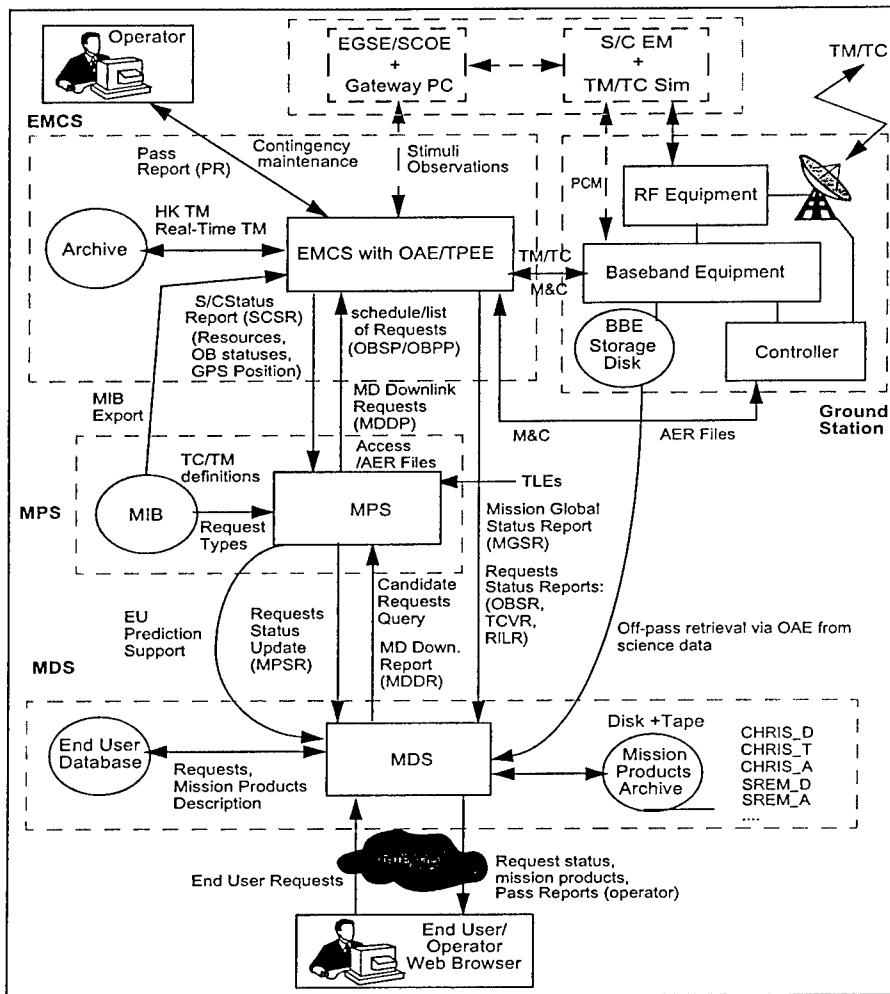 Operator
EGSE/SCOE
+
Gateway PC
S/C EM
+
TM/TC Sim
TM/TC
EMCS
Pass
Report (PR)
Contingency
maintenance
Stimuli
Observations
PCM
RF Equipment
HK TM
Real-Time TM
Archive
EMCS with OAE/TPEE
TM/TC
M&C
Baseband Equipment
S/CStatus
Report (SCSR)
(Resources,
OB statuses,
GPS Position)
schedule/list
of Requests
(OBSP/OBPP)
BBE
Storage
Disk
Controller
MIB
Export
MD Downlink
Requests
(MDDP)
M&C
AER Files
Ground
Station
TC/TM
definitions
Access
/AER Files
TLEs
MPS
MIB
Request
Types
MPS
Mission Global
Status Report
(MGSR)
EU
Prediction
Support
Requests
Status
Update
(MPSR)
Candidate
Requests
Query
MD Down.
Report
(MDDR)
Requests
Status Reports:
(OBSR,
TCVR,
RILR)
Off-pass retrieval via OAE from
science data
MDS
End User
Database
Requests,
Mission Products
Description
MDS
Disk +Tape
Mission
Products
Archive
CHRIS_D
CHRIS_T
CHRIS_A
SREM_D
SREM_A
....
End User Requests
Request status,
mission products,
Pass Reports (operator)
End User/
Operator
Web Browser